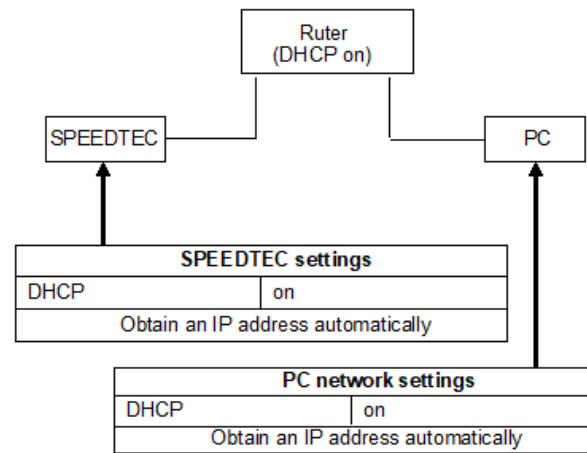 Ruter
(DHCP on)
SPEEDTEC
PC
SPEEDTEC settings
DHCP on
Obtain an IP address automatically
PC network settings
DHCP on
Obtain an IP address automatically